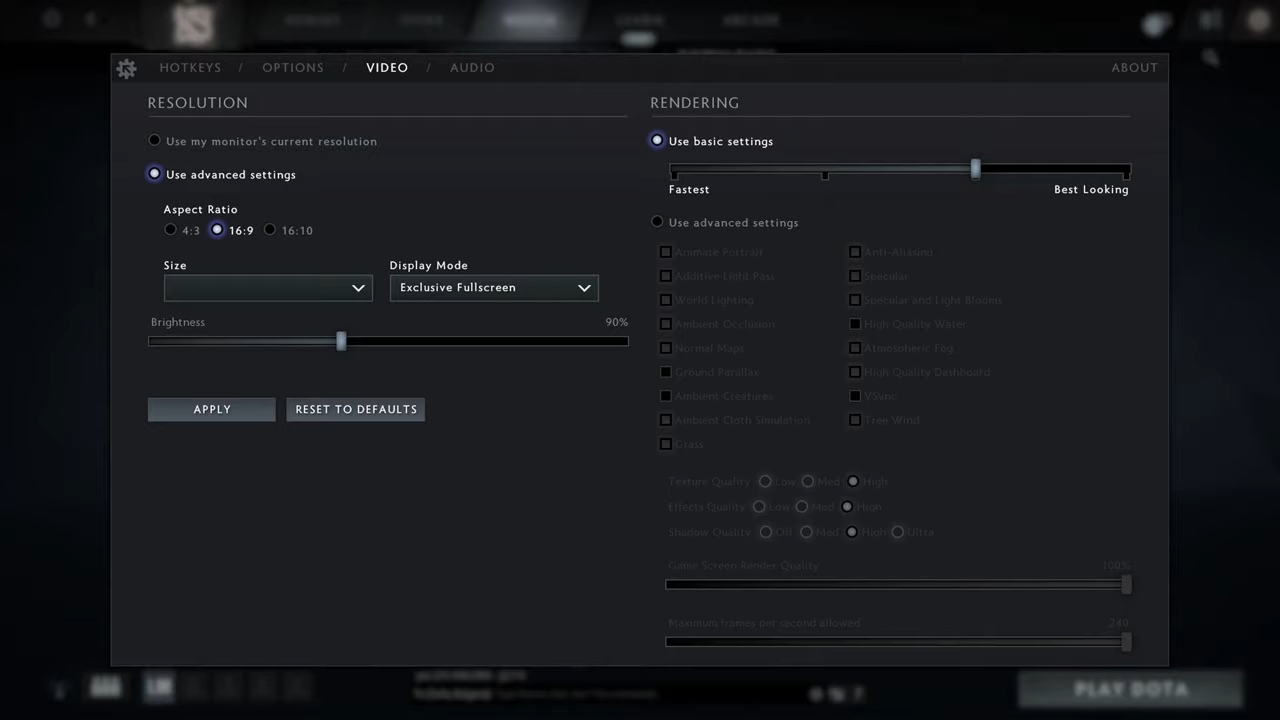 HOTKEYS / OPTIONS / VIDEO / AUDIO ABOUT
RESOLUTION
Use my monitor's current resolution
Use advanced settings
Aspect Ratio
4:3 16:9 16:10
Size Display Mode
Exclusive Fullscreen
Brightness 90%
APPLY RESET TO DEFAULTS
RENDERING
Use basic settings
Fastest Best Looking
Use advanced settings
Animate Portrait Anti-Aliasing
Additive Light Pass Specular
World Lighting Specular and Light Blooms
Ambient Occlusion High Quality Water
Normal Maps Atmospheric Fog
Ground Parallax High Quality Dashboard
Ambient Creatures VSync
Ambient Cloth Simulation Tree Wind
Grass
Texture Quality Low Med High
Effects Quality Low Med High
Shadow Quality Off Med High Ultra
Game Screen Render Quality 100%
Maximum frames per second allowed 240
PLAY DOTA